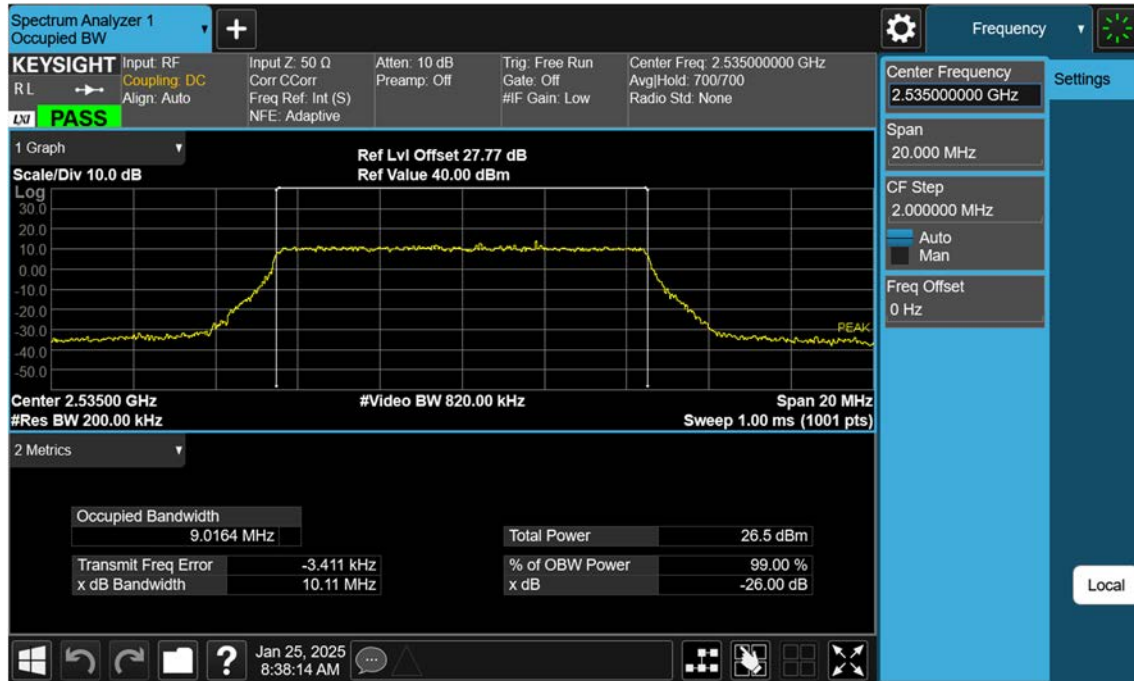 Spectrum Analyzer 1
Occupied BW
Frequency
KEYSIGHT
RL
LXI
PASS
Input: RF
Coupling: DC
Align: Auto
Input Z: 50 Ω
Corr CCorr
Freq Ref: Int (S)
NFE: Adaptive
Atten: 10 dB
Preamp: Off
Trig: Free Run
Gate: Off
#IF Gain: Low
Center Freq: 2.535000000 GHz
Avg|Hold: 700/700
Radio Std: None
Center Frequency
2.535000000 GHz
Settings
Span
20.000 MHz
CF Step
2.000000 MHz
Auto
Man
Freq Offset
0 Hz
Local
1 Graph
Scale/Div 10.0 dB
Ref Lvl Offset 27.77 dB
Ref Value 40.00 dBm
Log
30.0
20.0
10.0
0.00
-10.0
-20.0
-30.0
-40.0
-50.0
PEAK
Center 2.53500 GHz
#Video BW 820.00 kHz
Span 20 MHz
#Res BW 200.00 kHz
Sweep 1.00 ms (1001 pts)
2 Metrics
Occupied Bandwidth
9.0164 MHz
Total Power 26.5 dBm
Transmit Freq Error -3.411 kHz
% of OBW Power 99.00 %
x dB Bandwidth 10.11 MHz
x dB -26.00 dB
?
Jan 25, 2025
8:38:14 AM